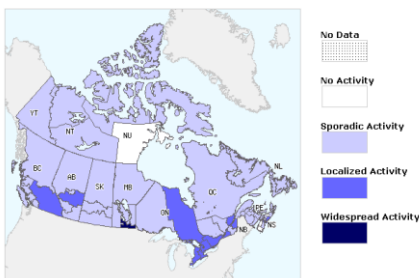 No Data
No Activity
Sporadic Activity
Localized Activity
Widespread Activity
YT
NT
NU
BC
AB
SK
MB
ON
QC
NL
PE
NB
NS